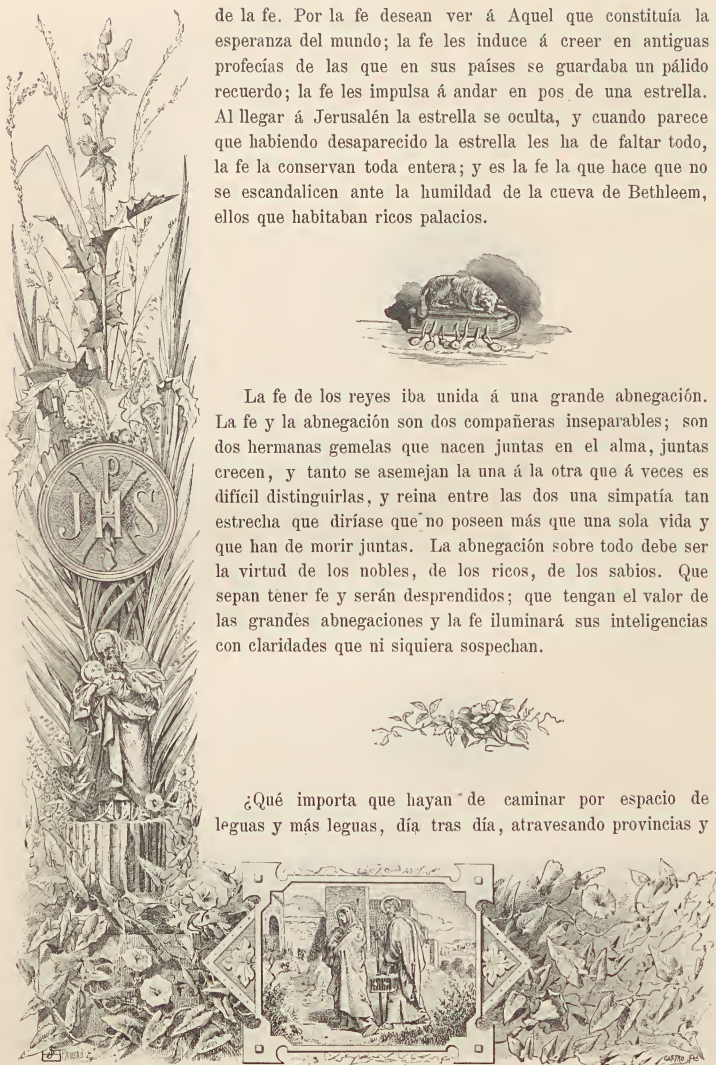 de la fe. Por la fe desean ver á Aquel que constituía la
esperanza del mundo; la fe les induce á creer en antiguas
profecías de las que en sus países se guardaba un pálido
recuerdo; la fe les impulsa á andar en pos de una estrella.
Al llegar á Jerusalén la estrella se oculta, y cuando parece
que habiendo desaparecido la estrella les ha de faltar todo,
la fe la conservan toda entera; y es la fe la que hace que no
se escandalicen ante la humildad de la cueva de Bethleem,
ellos que habitaban ricos palacios.
La fe de los reyes iba unida á una grande abnegación.
La fe y la abnegación son dos compañeras inseparables; son
dos hermanas gemelas que nacen juntas en el alma, juntas
crecen, y tanto se asemejan la una á la otra que á veces es
difícil distinguirlas, y reina entre las dos una simpatía tan
estrecha que diríase que no poseen más que una sola vida y
que han de morir juntas. La abnegación sobre todo debe ser
la virtud de los nobles, de los ricos, de los sabios. Que
sepan tener fe y serán desprendidos; que tengan el valor de
las grandes abnegaciones y la fe iluminará sus inteligencias
con claridades que ni siquiera sospechan.
P
JHS
¿Qué importa que hayan de caminar por espacio de
leguas y más leguas, día tras día, atravesando provincias y